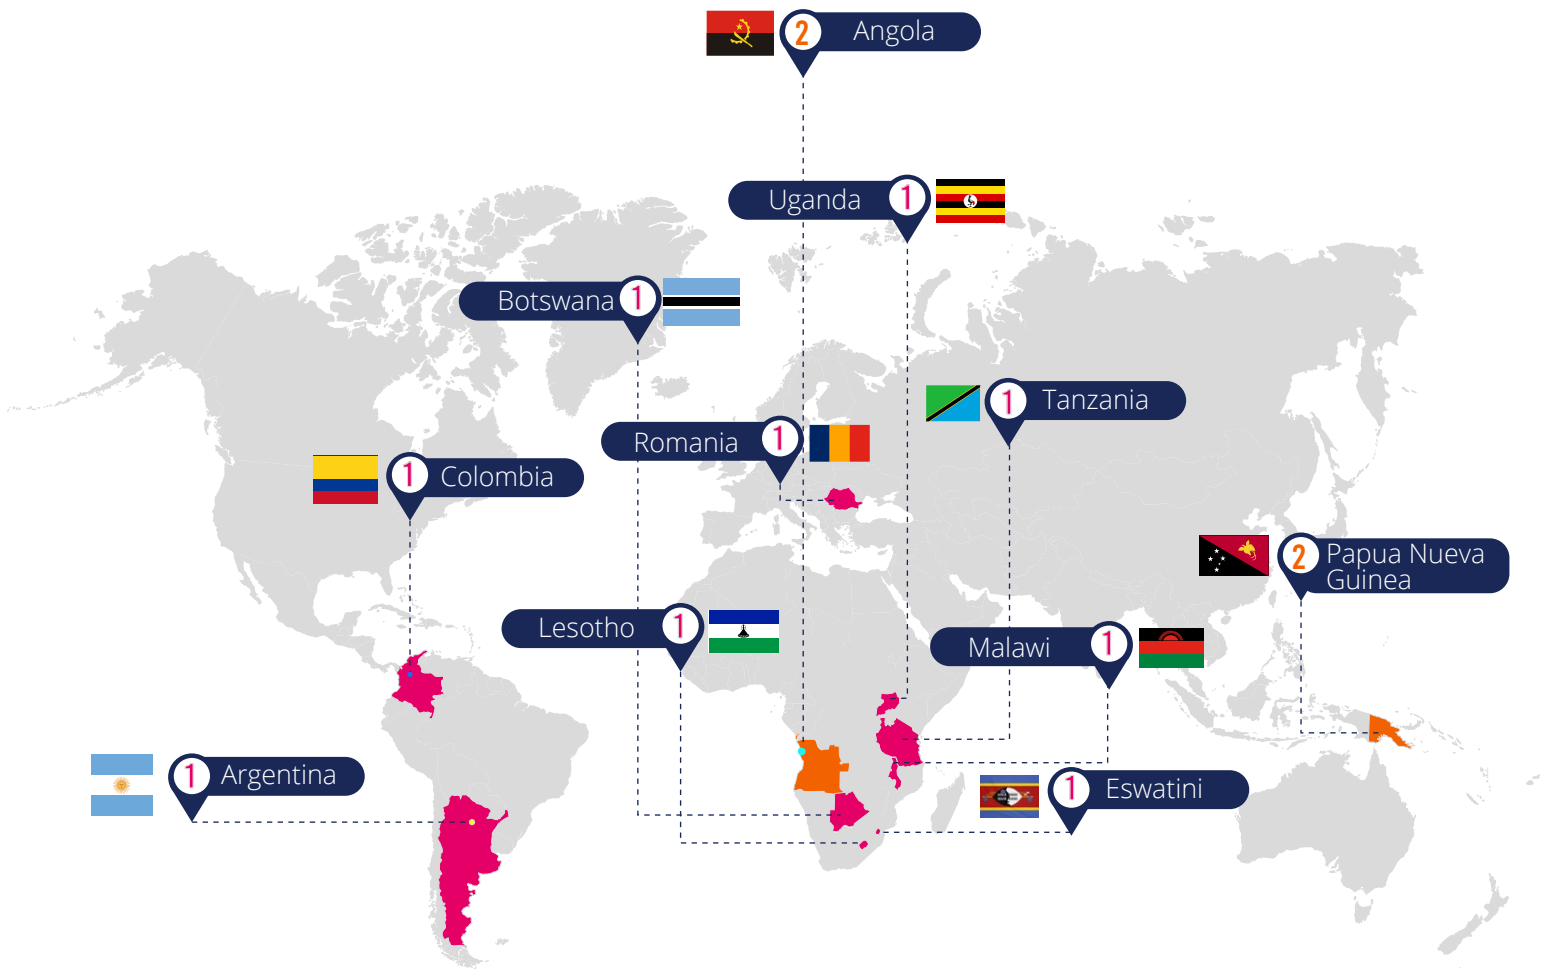 2 Angola
Uganda 1
Botswana 1
1 Tanzania
Romania 1
1 Colombia
2 Papua Nueva
Guinea
Lesotho 1
Malawi 1
1 Argentina
1 Eswatini